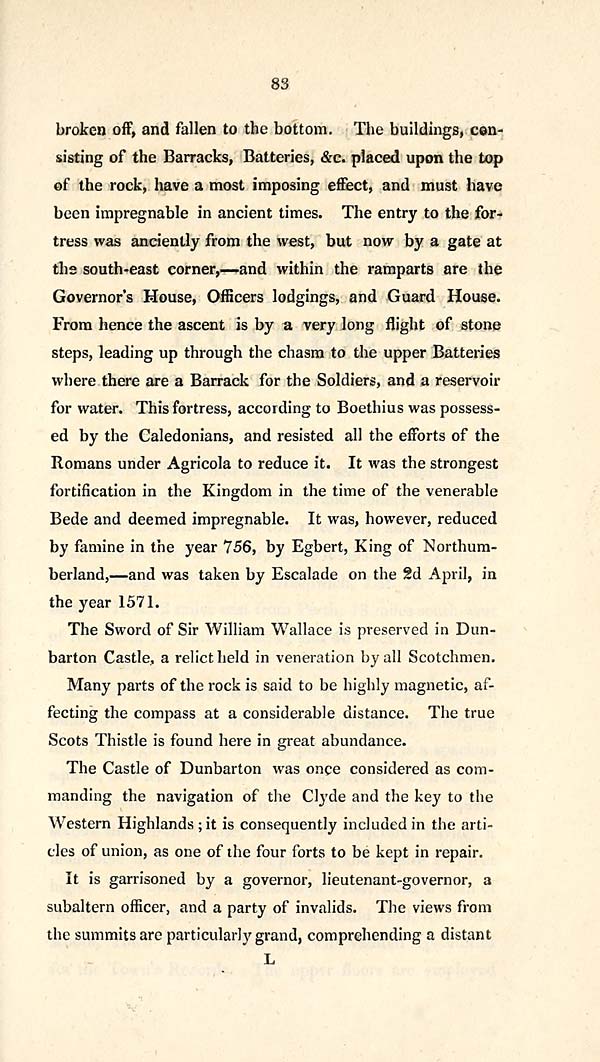 83
broken off, and fallen to the bottom. The buildings, con-
sisting of the Barracks, Batteries, &c. placed upon the top
of the rock, have a most imposing effect, and must have
been impregnable in ancient times. The entry to the for-
tress was anciently from the west, but now by a gate at
the south-east corner,—and within the ramparts are the
Governor's House, Officers lodgings, and Guard House.
From hence the ascent is by a very long flight of stone
steps, leading up through the chasm to the upper Batteries
where there are a Barrack for the Soldiers, and a reservoir
for water. This fortress, according to Boethius was possess-
ed by the Caledonians, and resisted all the efforts of the
Romans under Agricola to reduce it. It was the strongest
fortification in the Kingdom in the time of the venerable
Bede and deemed impregnable. It was, however, reduced
by famine in the year 756, by Egbert, King of Northum-
berland,—and was taken by Escalade on the 2d April, in
the year 1571.
The Sword of Sir William Wallace is preserved in Dun-
barton Castle, a relict held in veneration by all Scotchmen.
Many parts of the rock is said to be highly magnetic, af-
fecting the compass at a considerable distance. The true
Scots Thistle is found here in great abundance.
The Castle of Dunbarton was once considered as com-
manding the navigation of the Clyde and the key to the
Western Highlands; it is consequently included in the arti-
cles of union, as one of the four forts to be kept in repair.
It is garrisoned by a governor, lieutenant-governor, a
subaltern officer, and a party of invalids. The views from
the summits are particularly grand, comprehending a distant
L